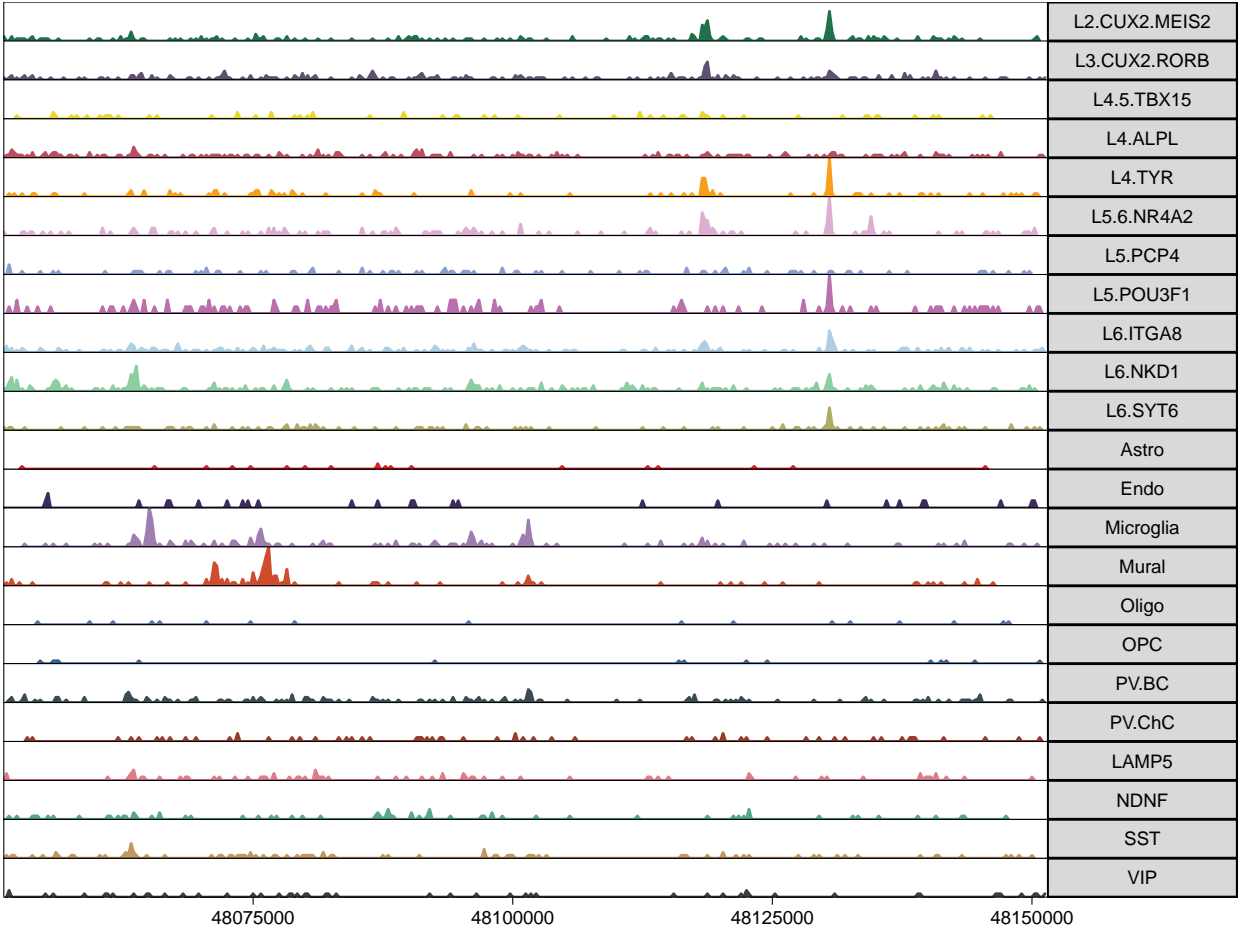 L2.CUX2.MEIS2
L3.CUX2.RORB
L4.5.TBX15
L4.ALPL
L4.TYR
L5.6.NR4A2
L5.PCP4
L5.POU3F1
L6.ITGA8
L6.NKD1
L6.SYT6
Astro
Endo
Microglia
Mural
Oligo
OPC
PV.BC
PV.ChC
LAMP5
NDNF
SST
VIP
48075000 48100000 48125000 48150000